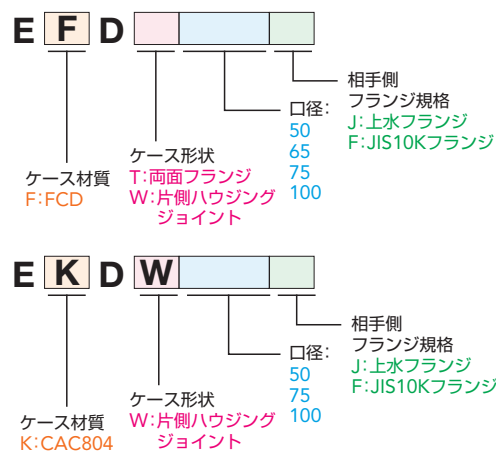 E F D
相手側
フランジ規格
J:上水フランジ
F:JIS10Kフランジ
口径:
50
65
75
100
ケース形状
T:両面フランジ
W:片側ハウジング
ジョイント
ケース材質
F:FCD
E K D W
相手側
フランジ規格
J:上水フランジ
F:JIS10Kフランジ
口径:
50
75
100
ケース形状
W:片側ハウジング
ジョイント
ケース材質
K:CAC804